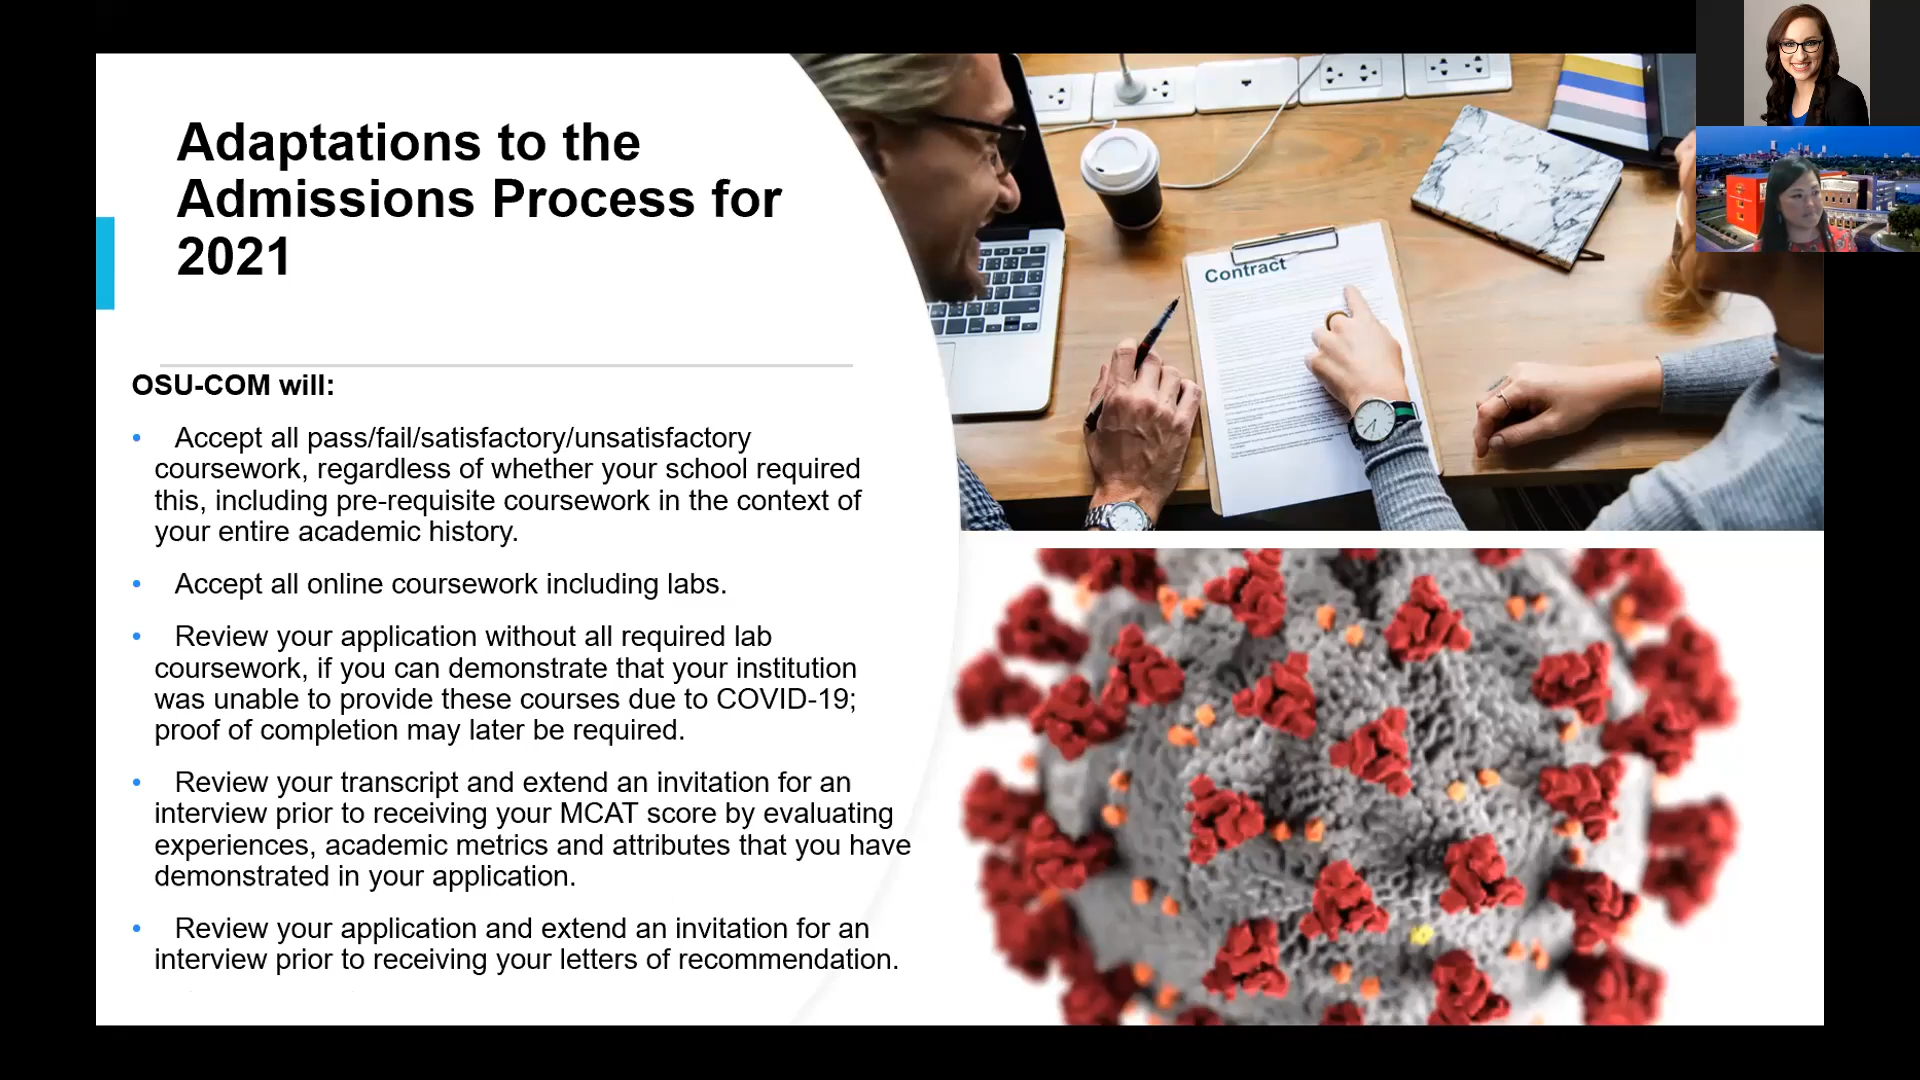 Adaptations to the
Admissions Process for
2021
OSU-COM will:
• Accept all pass/fail/satisfactory/unsatisfactory
coursework, regardless of whether your school required
this, including pre-requisite coursework in the context of
your entire academic history.
• Accept all online coursework including labs.
• Review your application without all required lab
coursework, if you can demonstrate that your institution
was unable to provide these courses due to COVID-19;
proof of completion may later be required.
• Review your transcript and extend an invitation for an
interview prior to receiving your MCAT score by evaluating
experiences, academic metrics and attributes that you have
demonstrated in your application.
• Review your application and extend an invitation for an
interview prior to receiving your letters of recommendation.
Contract